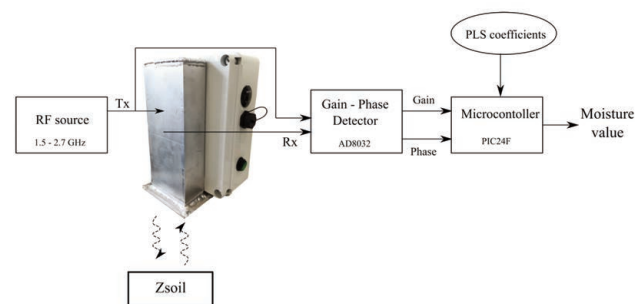 PLS coefficients
Tx
RF source
1.5 - 2.7 GHz
Rx
Gain - Phase
Detector
AD8032
Gain
Phase
Microcontoller
PIC24F
Moisture
value
Zsoil